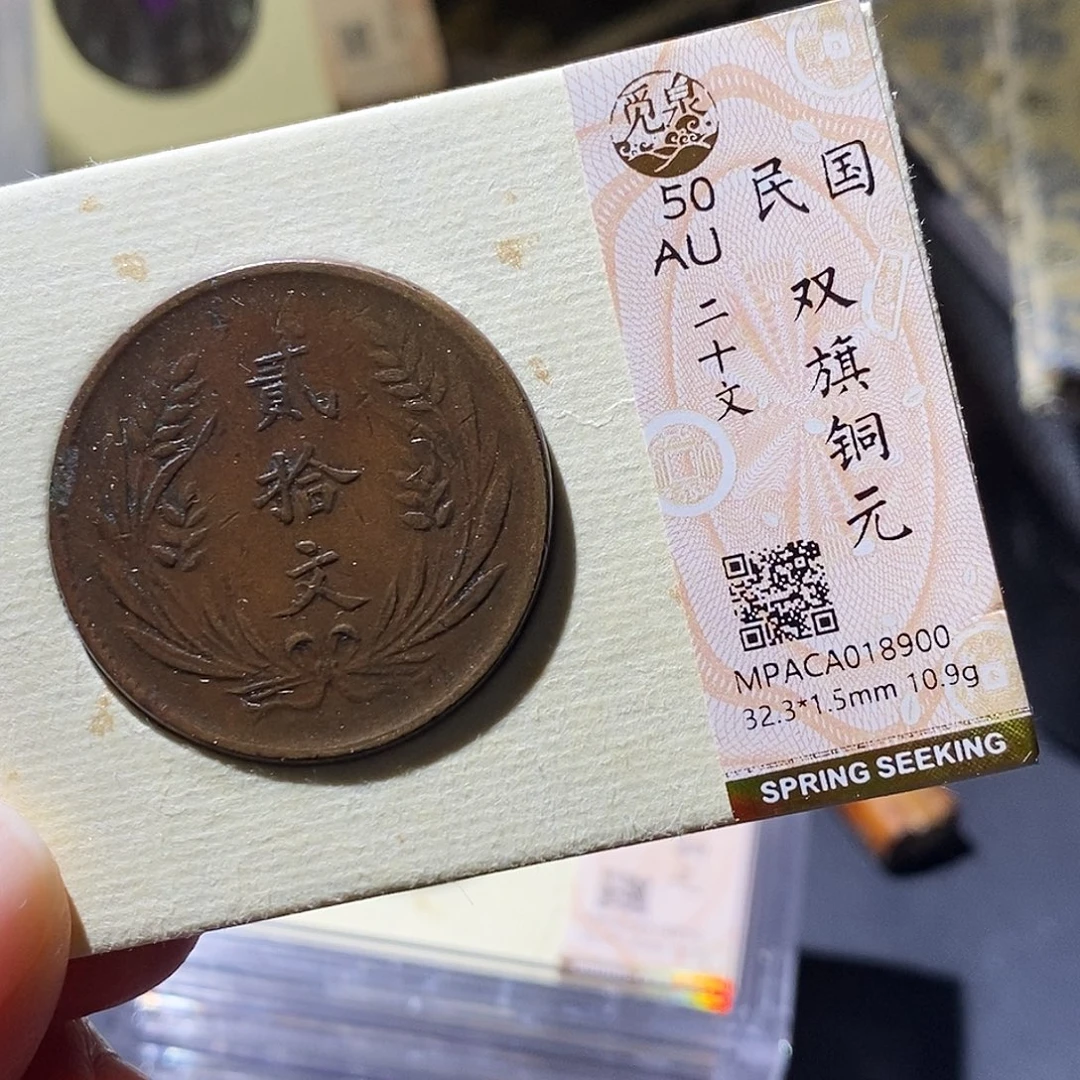 贰
拾
文
觅泉
50
AU
二十文
民国
双旗铜元
MPACA018900
32.3*1.5mm 10.9g
SPRING SEEKING